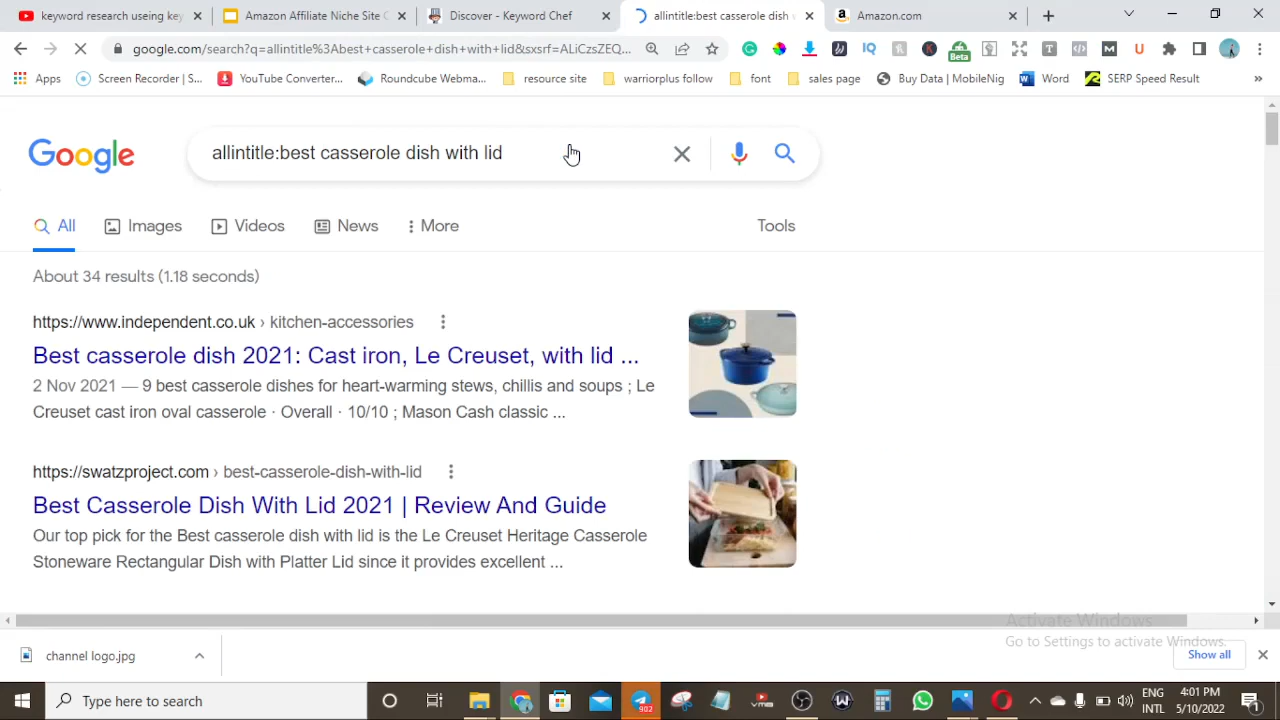 keyword research useing key
Amazon Affiliate Niche Site C
Discover - Keyword Chef
allintitle:best casserole dish with
Amazon.com
google.com/search?q=allintitle%3Abest+casserole+dish+with+lid&sxsrf=ALiCzsZEQ...
Beta
Apps
Screen Recorder | S...
YouTube Converter...
Roundcube Webma...
resource site
warriorplus follow
font
sales page
Buy Data | MobileNig
Word
SERP Speed Result
Google
allintitle:best casserole dish with lid
All
Images
Videos
News
More
Tools
About 34 results (1.18 seconds)
https://www.independent.co.uk › kitchen-accessories
Best casserole dish 2021: Cast iron, Le Creuset, with lid ...
2 Nov 2021 — 9 best casserole dishes for heart-warming stews, chillis and soups ; Le
Creuset cast iron oval casserole · Overall · 10/10 ; Mason Cash classic ...
https://swatzproject.com › best-casserole-dish-with-lid
Best Casserole Dish With Lid 2021 | Review And Guide
Our top pick for the Best casserole dish with lid is the Le Creuset Heritage Casserole
Stoneware Rectangular Dish with Platter Lid since it provides excellent ...
Activate Windows
Go to Settings to activate Windows.
channel logo.jpg
Show all
Type here to search
902
ENG
INTL
4:01 PM
5/10/2022